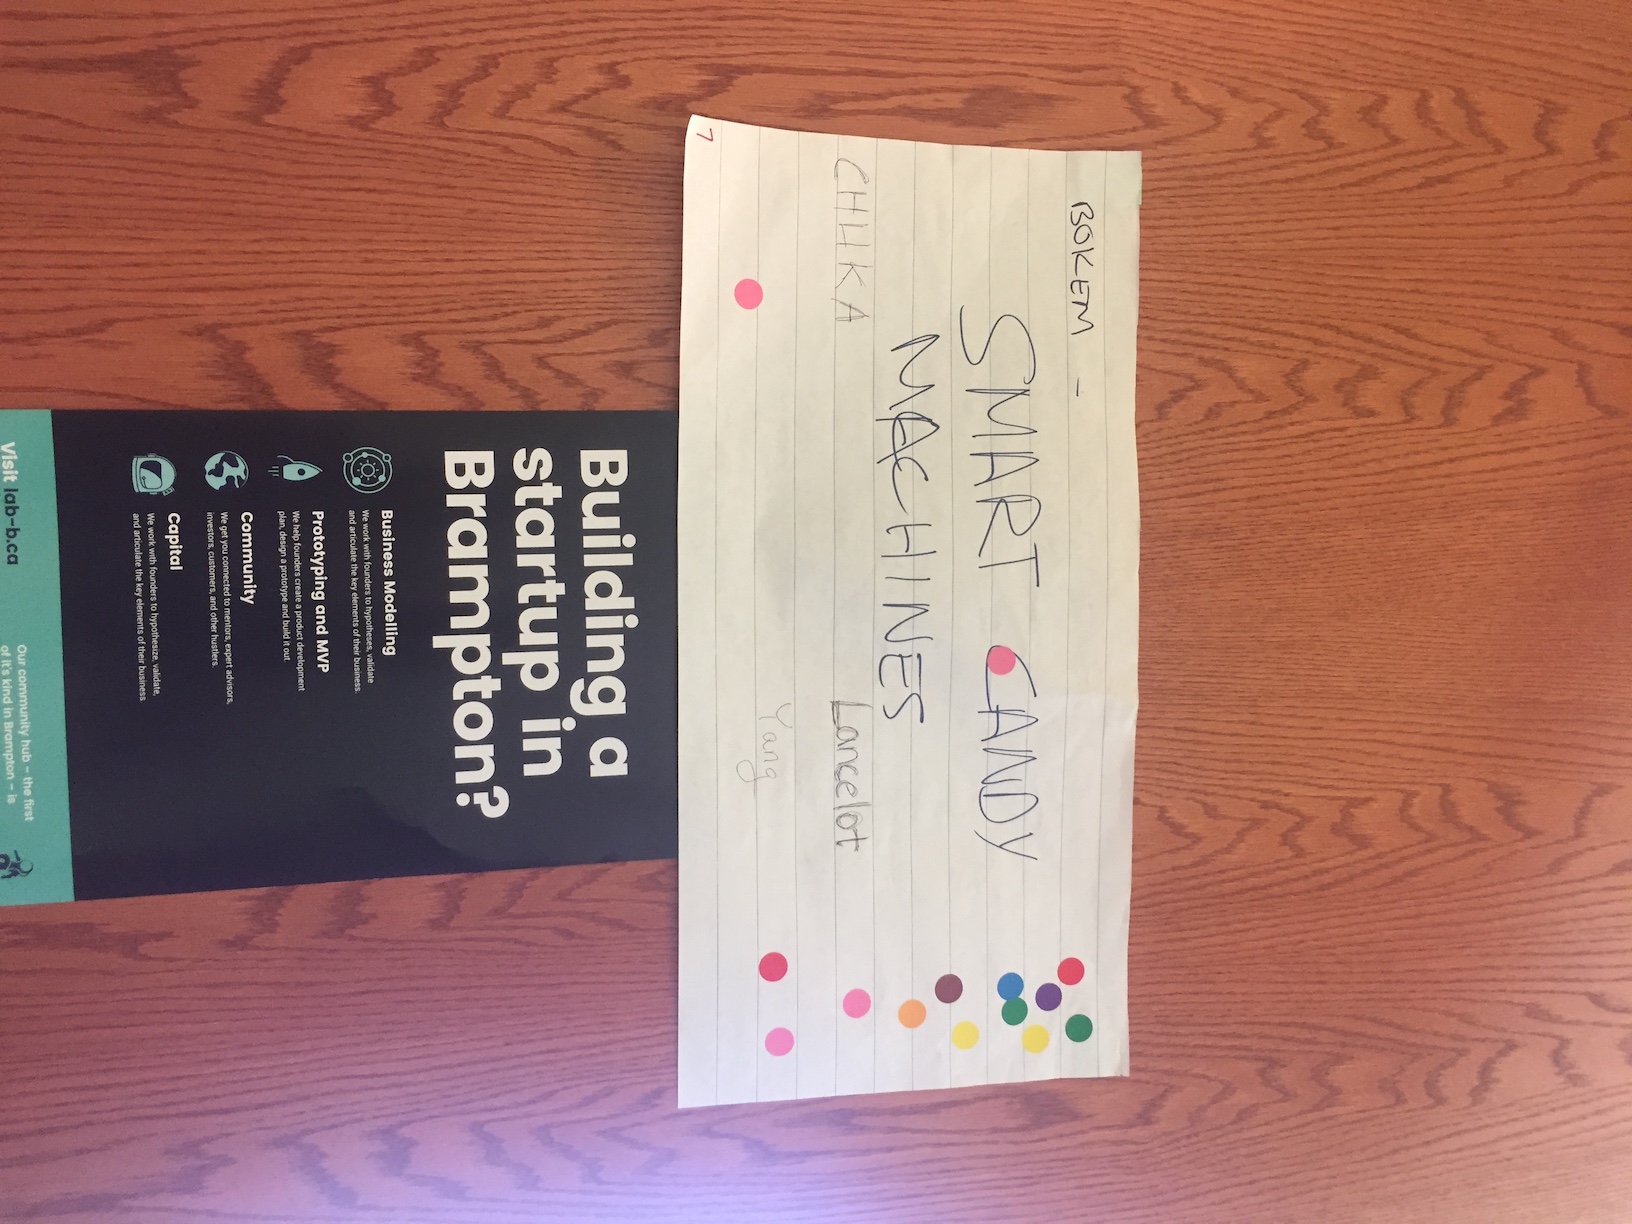 BOKEM -
SMART CANDY
MACHINES
CHIKA
Lancelot
Yang
7
Building a
startup in
Brampton?
Business Modelling
We work with founders to hypotheses, validate
and articulate the key elements of their business.
Prototyping and MVP
We help founders create a product development
plan, design a prototype and build it out.
Community
We get you connected to mentors, expert advisors,
investors, customers, and other hustlers.
Capital
We work with founders to hypothesize, validate,
and articulate the key elements of their business
Visit lab-b.ca
Our community hub - the first
of it's kind in Brampton - is